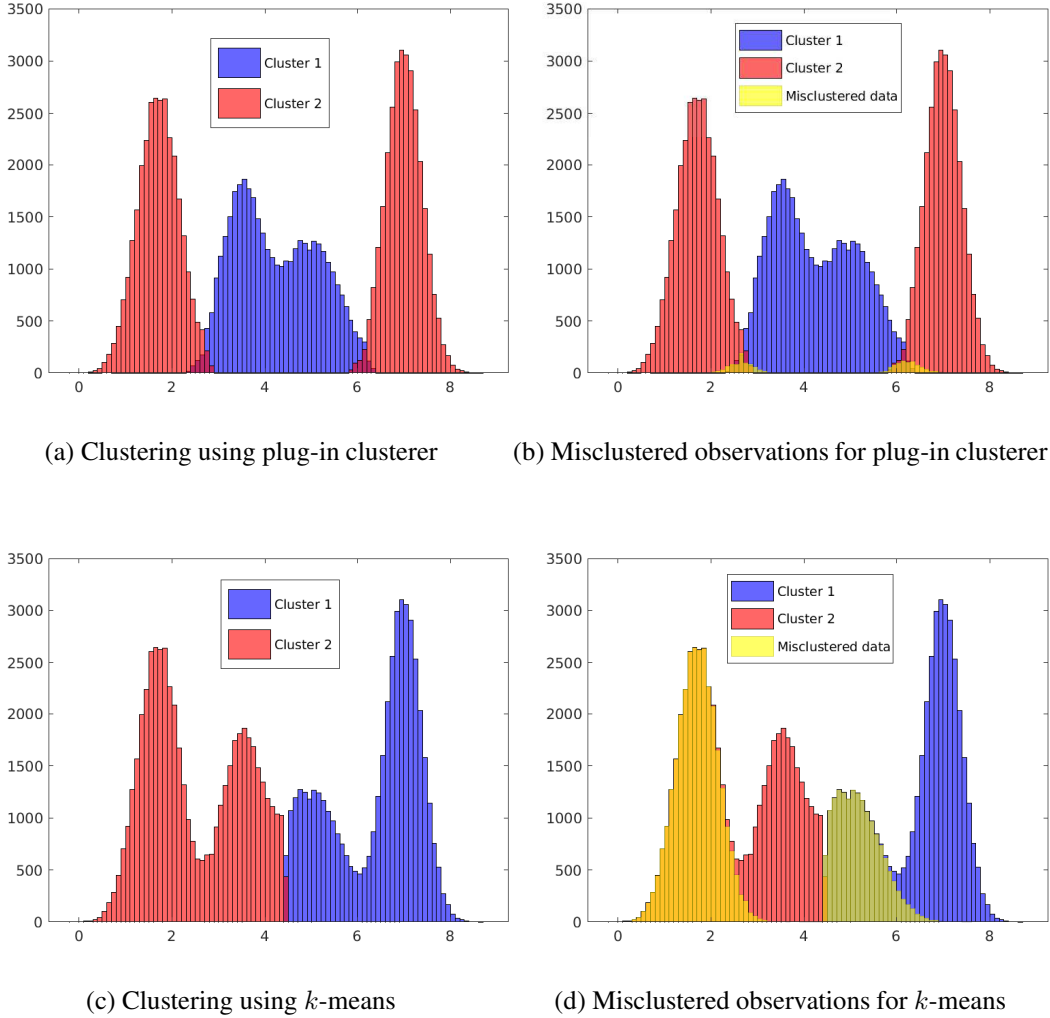 3500
3000
2500
2000
1500
1000
500
0
0 2 4 6 8
Cluster 1
Cluster 2
(a) Clustering using plug-in clusterer
3500
3000
2500
2000
1500
1000
500
0
0 2 4 6 8
Cluster 1
Cluster 2
Misclustered data
(b) Misclustered observations for plug-in clusterer
3500
3000
2500
2000
1500
1000
500
0
0 2 4 6 8
Cluster 1
Cluster 2
(c) Clustering using k-means
3500
3000
2500
2000
1500
1000
500
0
0 2 4 6 8
Cluster 1
Cluster 2
Misclustered data
(d) Misclustered observations for k-means